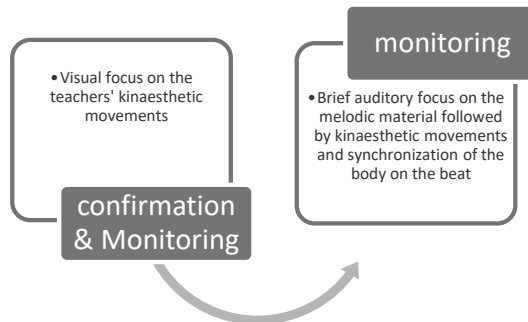 •Visual focus on the
teachers' kinaesthetic
movements
confirmation
& Monitoring
monitoring
•Brief auditory focus on the
melodic material followed
by kinaesthetic movements
and synchronization of the
body on the beat